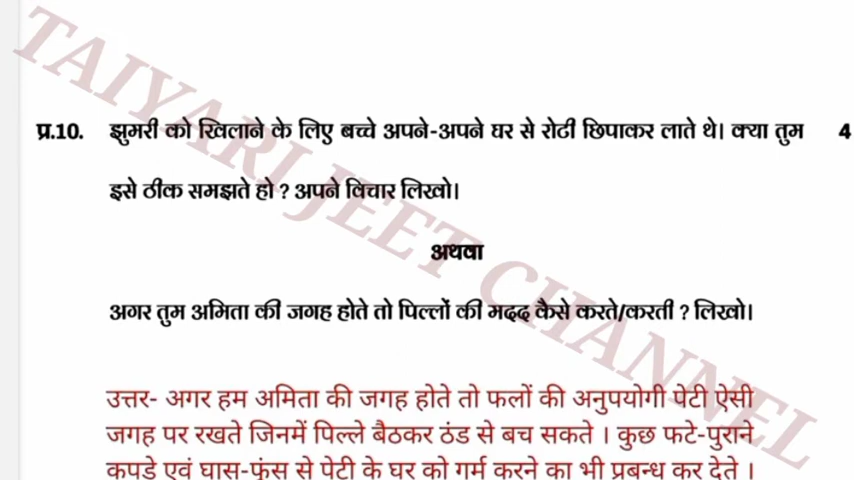 प्र.10. झुमरी को खिलाने के लिए बच्चे अपने-अपने घर से रोटी छिपाकर लाते थे। क्या तुम 4
इसे ठीक समझते हो ? अपने विचार लिखो।
अथवा
अगर तुम अमिता की जगह होते तो पिल्लों की मदद कैसे करते/करती ? लिखो।
उत्तर- अगर हम अमिता की जगह होते तो फलों की अनुपयोगी पेटी ऐसी
जगह पर रखते जिनमें पिल्ले बैठकर ठंड से बच सकते । कुछ फटे-पुराने
कपड़े एवं घास-फूंस से पेटी के घर को गर्म करने का भी प्रबन्ध कर देते ।
TAIYARI JEET CHANNEL